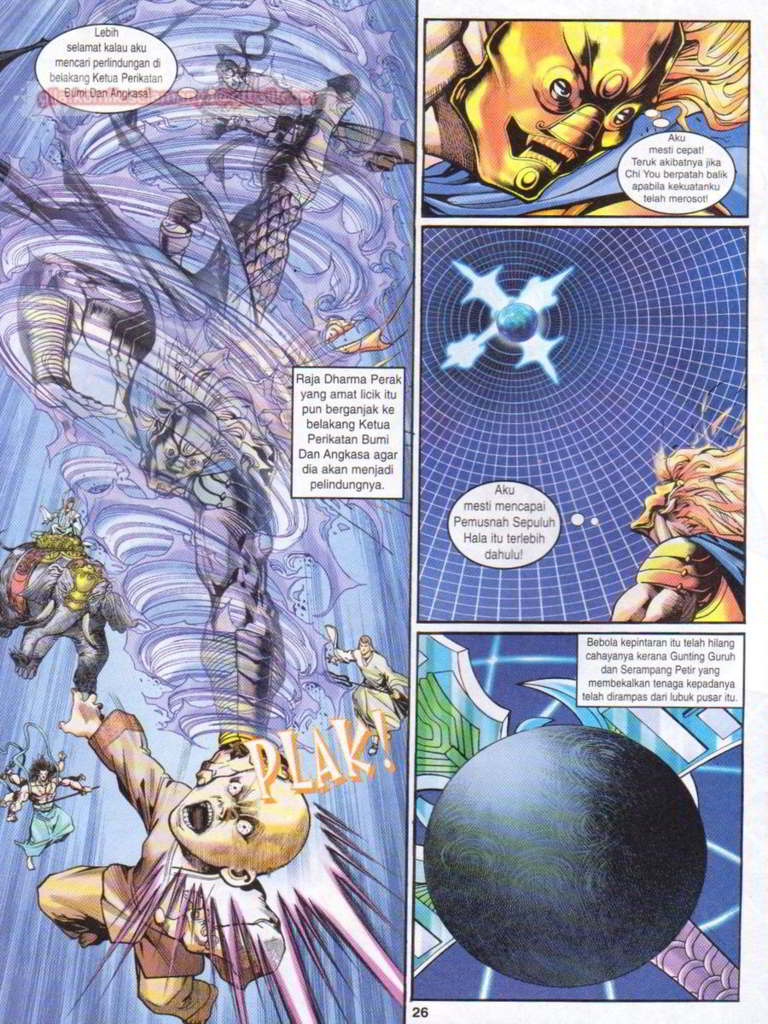 Lebih
selamat kalau aku
mencari perlindungan di
belakang Ketua Perikatan
Bumi Dan Angkasa!
Raja Dharma Perak
yang amat licik itu
pun berganjak ke
belakang Ketua
Perikatan Bumi
Dan Angkasa agar
dia akan menjadi
pelindungnya.
PLAK!
Aku
mesti cepat!
Teruk akibatnya jika
Chi You berpatah balik
apabila kekuatanku
telah merosot!
Aku
mesti mencapai
Pemusnah Sepuluh
Hala itu terlebih
dahulu!
Bebola kepintaran itu telah hilang
cahayanya kerana Gunting Guruh
dan Serampang Petir yang
membekalkan tenaga kepadanya
telah dirampas dari lubuk pusar itu.
26